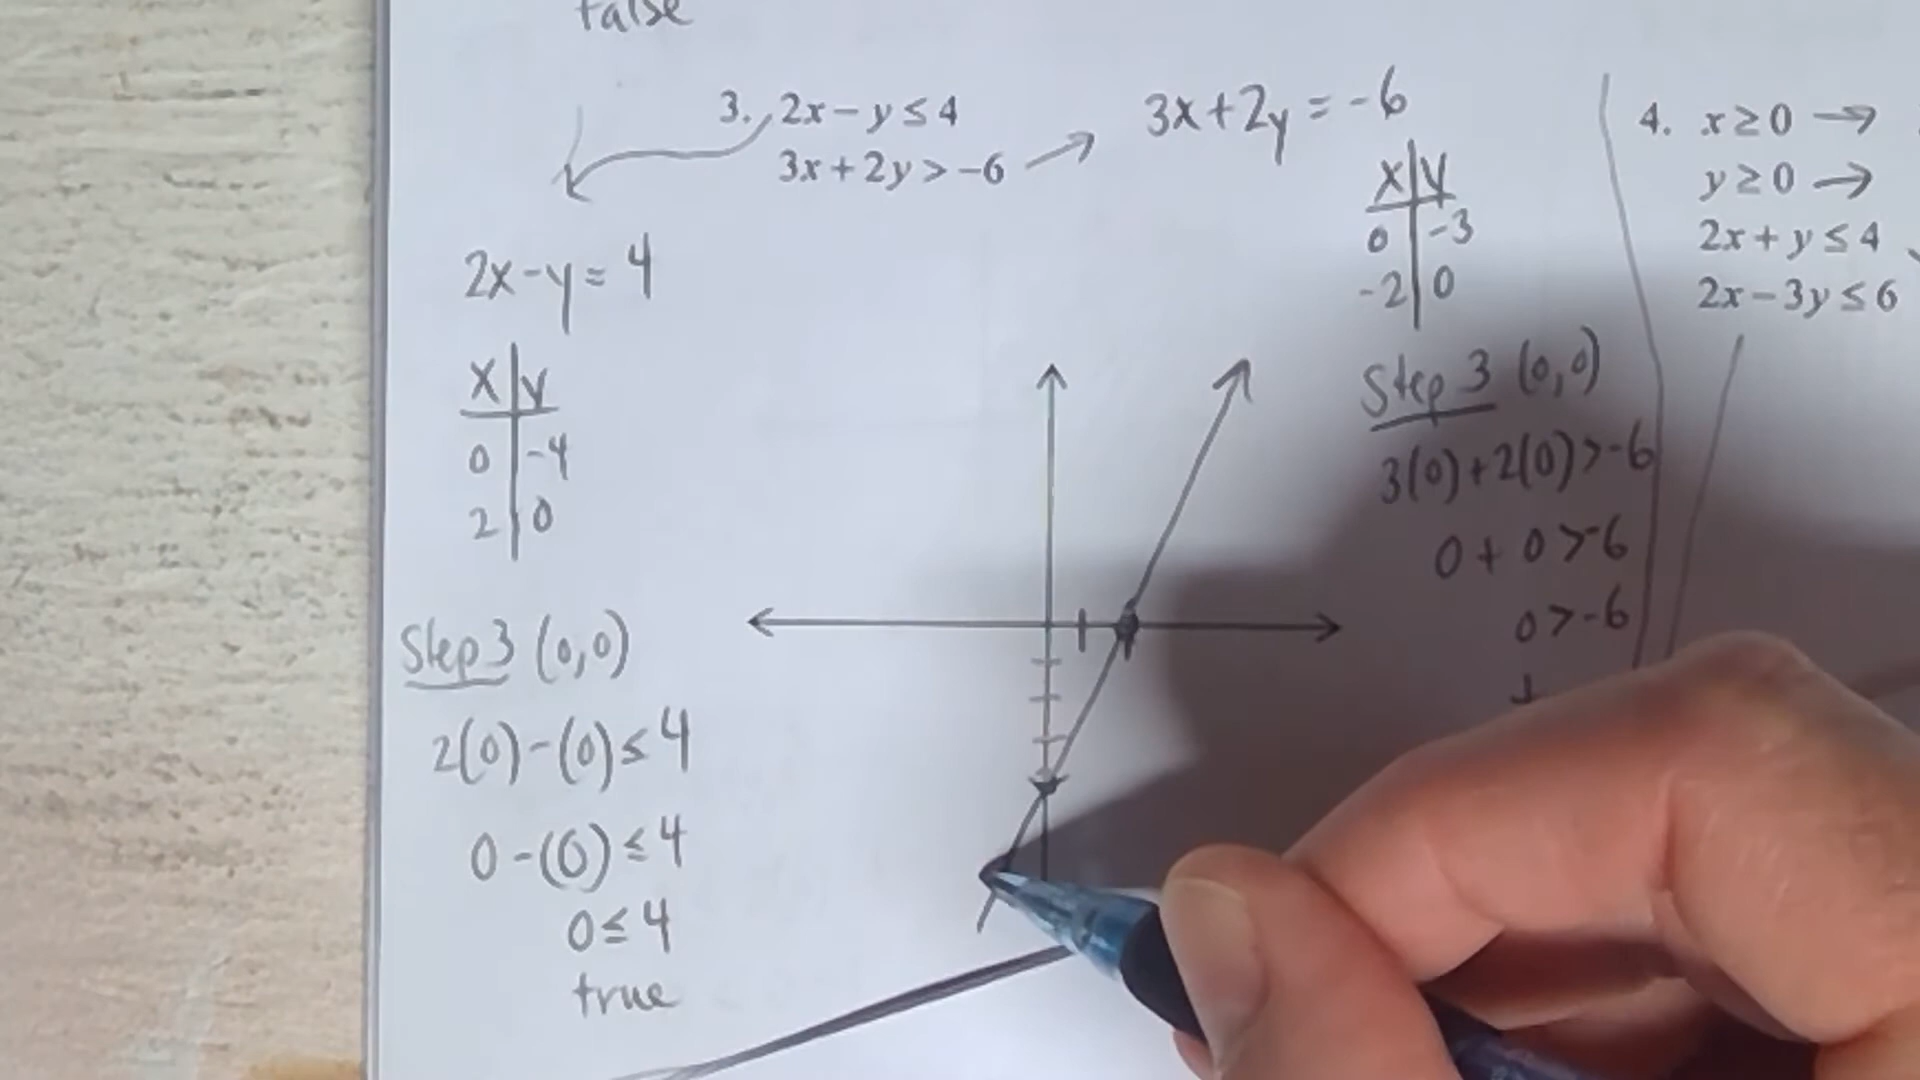 false
3. 2x – y ≤ 4
3x + 2y > –6
2x - y = 4
x | y
0 | -4
2 | 0
Step 3 (0,0)
2(0) - (0) ≤ 4
0 - (0) ≤ 4
0 ≤ 4
true
3x + 2y = -6
x | y
0 | -3
-2 | 0
Step 3 (0,0)
3(0) + 2(0) > -6
0 + 0 > -6
0 > -6
4. x ≥ 0
y ≥ 0
2x + y ≤ 4
2x – 3y ≤ 6